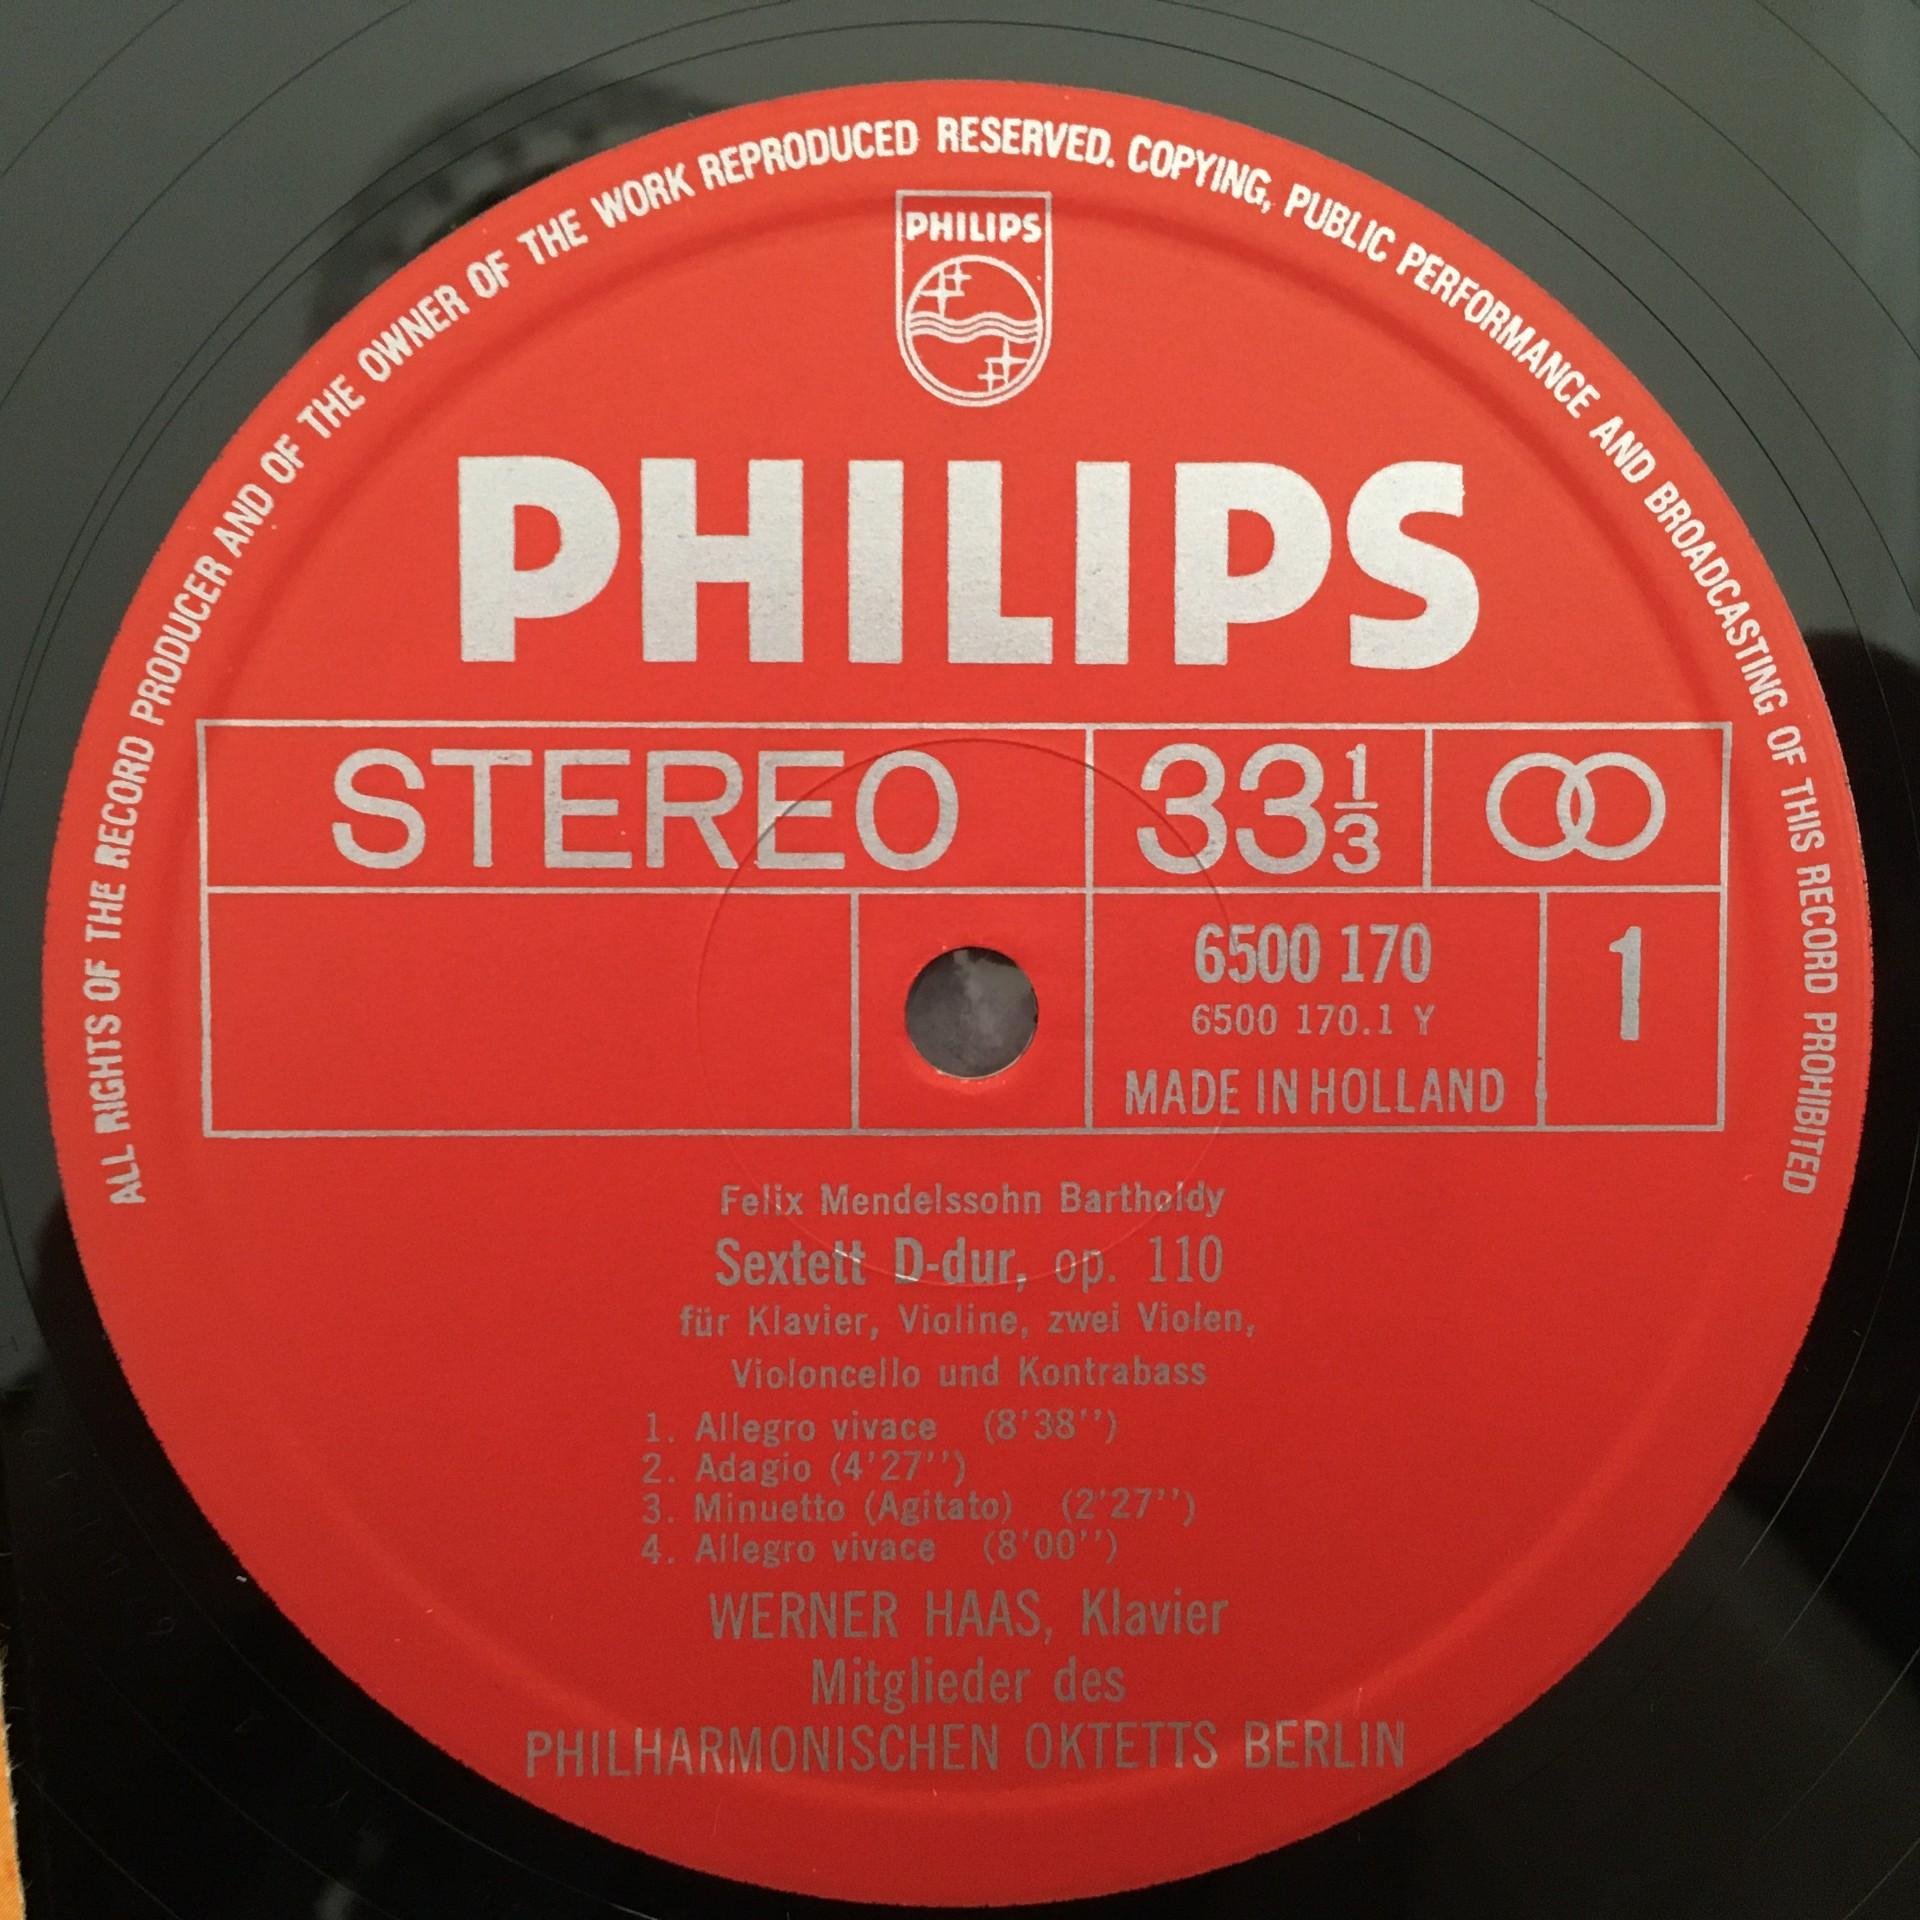 ALL RIGHTS OF THE RECORD PRODUCER AND OF THE OWNER OF THE WORK REPRODUCED RESERVED. COPYING, PUBLIC PERFORMANCE AND BROADCASTING OF THIS RECORD PROHIBITED
PHILIPS
PHILIPS
STEREO 33 1/3
6500 170 1
6500 170.1 Y
MADE IN HOLLAND
Felix Mendelssohn Bartholdy
Sextett D-dur, op. 110
für Klavier, Violine, zwei Violen,
Violoncello und Kontrabass
1. Allegro vivace (8'38'')
2. Adagio (4'27'')
3. Minuetto (Agitato) (2'27'')
4. Allegro vivace (8'00'')
WERNER HAAS, Klavier
Mitglieder des
PHILHARMONISCHEN OKTETTS BERLIN